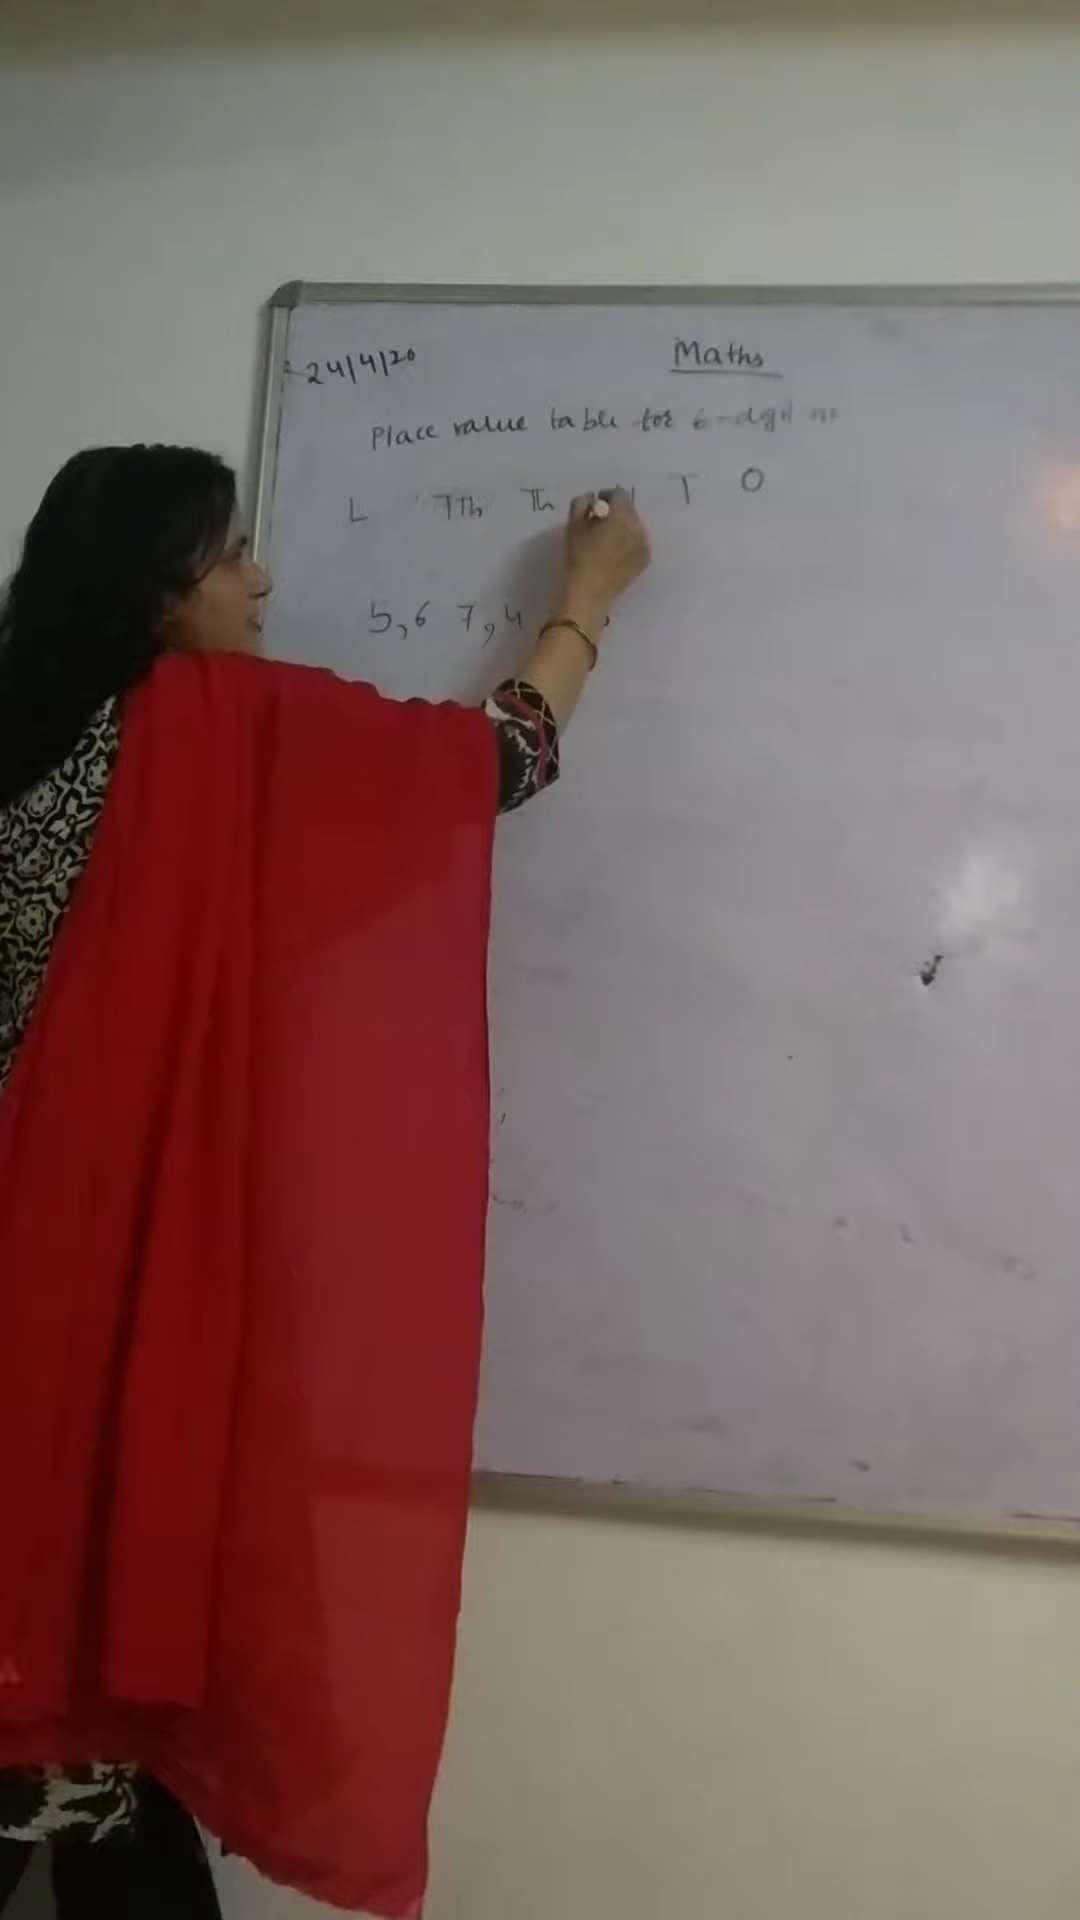 24/4/20
Maths
Place value table for 6-digit no
L TTh Th H T O
5,6 7,4